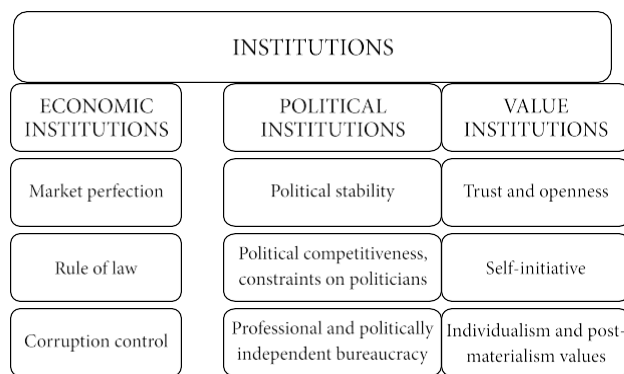 INSTITUTIONS
ECONOMIC
INSTITUTIONS
POLITICAL
INSTITUTIONS
VALUE
INSTITUTIONS
Market perfection
Political stability
Trust and openness
Rule of law
Political competitiveness,
constraints on politicians
Self-initiative
Corruption control
Professional and politically
independent bureaucracy
Individualism and post-
materialism values